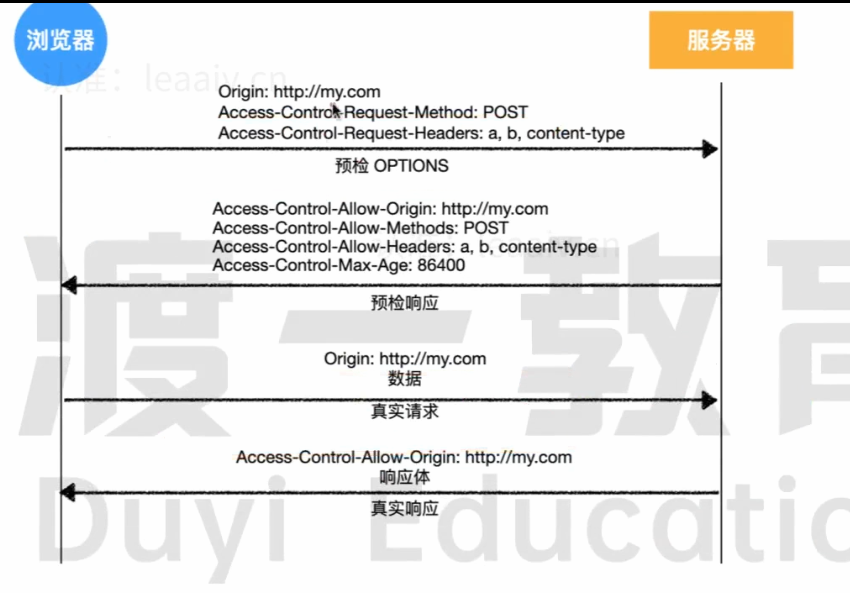 浏览器
服务器
Origin: http://my.com
Access-Control-Request-Method: POST
Access-Control-Request-Headers: a, b, content-type
预检 OPTIONS
Access-Control-Allow-Origin: http://my.com
Access-Control-Allow-Methods: POST
Access-Control-Allow-Headers: a, b, content-type
Access-Control-Max-Age: 86400
预检响应
Origin: http://my.com
数据
真实请求
Access-Control-Allow-Origin: http://my.com
响应体
真实响应
渡一教育
Duyi Educatio